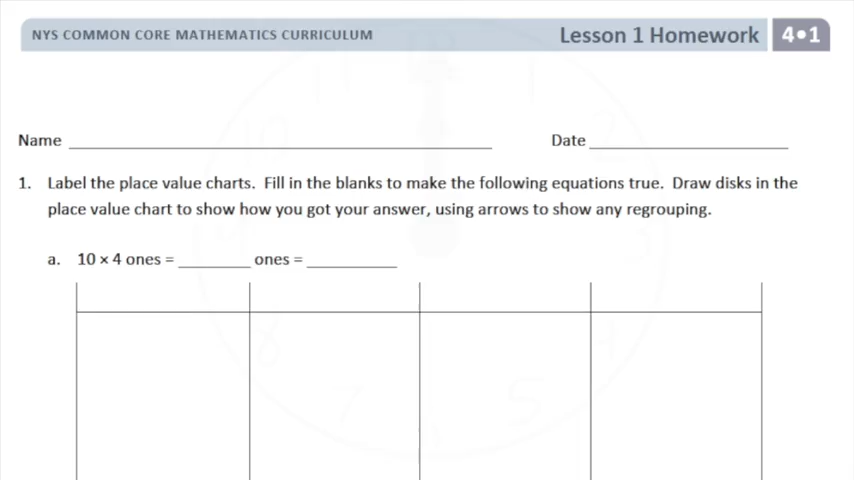 NYS COMMON CORE MATHEMATICS CURRICULUM Lesson 1 Homework 4•1
Name ________________ Date ________________
1. Label the place value charts. Fill in the blanks to make the following equations true. Draw disks in the
place value chart to show how you got your answer, using arrows to show any regrouping.
a. 10 × 4 ones = ________ ones = __________